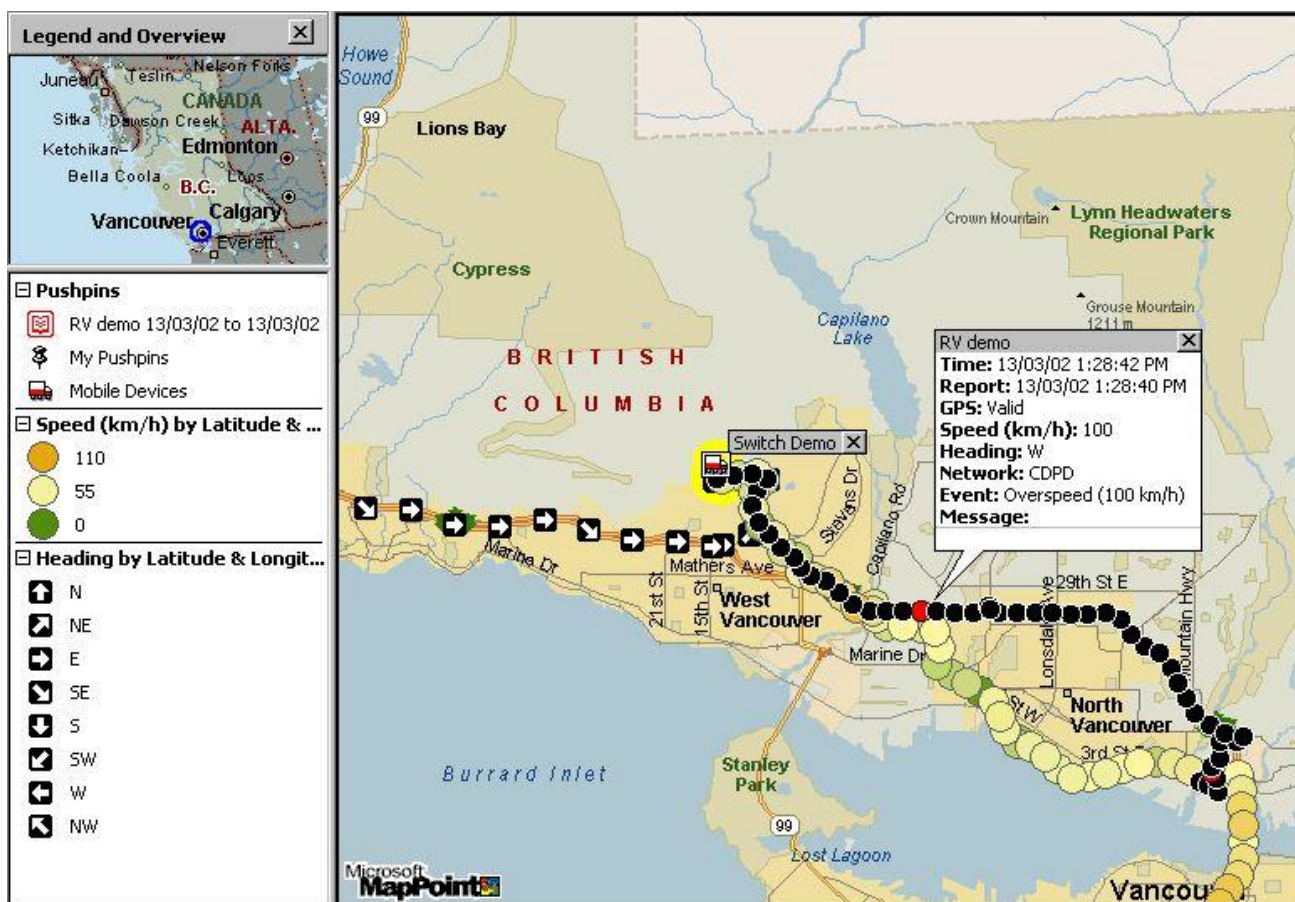 Legend and Overview
Juneau
Teslin
Nelson Forks
CANADA
Sitka
Dawson Creek
ALTA.
Ketchikan
Edmonton
Bella Coola
B.C.
Vancouver
Calgary
Everett
Pushpins
RV demo 13/03/02 to 13/03/02
My Pushpins
Mobile Devices
Speed (km/h) by Latitude & ...
110
55
0
Heading by Latitude & Longit...
N
NE
E
SE
S
SW
W
NW
Howe
Sound
99
Lions Bay
Crown Mountain
Lynn Headwaters
Regional Park
Cypress
Grouse Mountain
1211 m
Capilano
Lake
BRITISH
COLUMBIA
RV demo
Time: 13/03/02 1:28:42 PM
Report: 13/03/02 1:28:40 PM
GPS: Valid
Speed (km/h): 100
Heading: W
Network: CDPD
Event: Overspeed (100 km/h)
Message:
Switch Demo
Stevens Dr
Capilano Rd
Marine Dr
Mathers Ave
21st St
15th St
West
Vancouver
29th St E
Mountain Hwy
Marine Dr
St W
North
Vancouver
3rd St
Burrard Inlet
Stanley
Park
99
Lost Lagoon
Microsoft
MapPoint